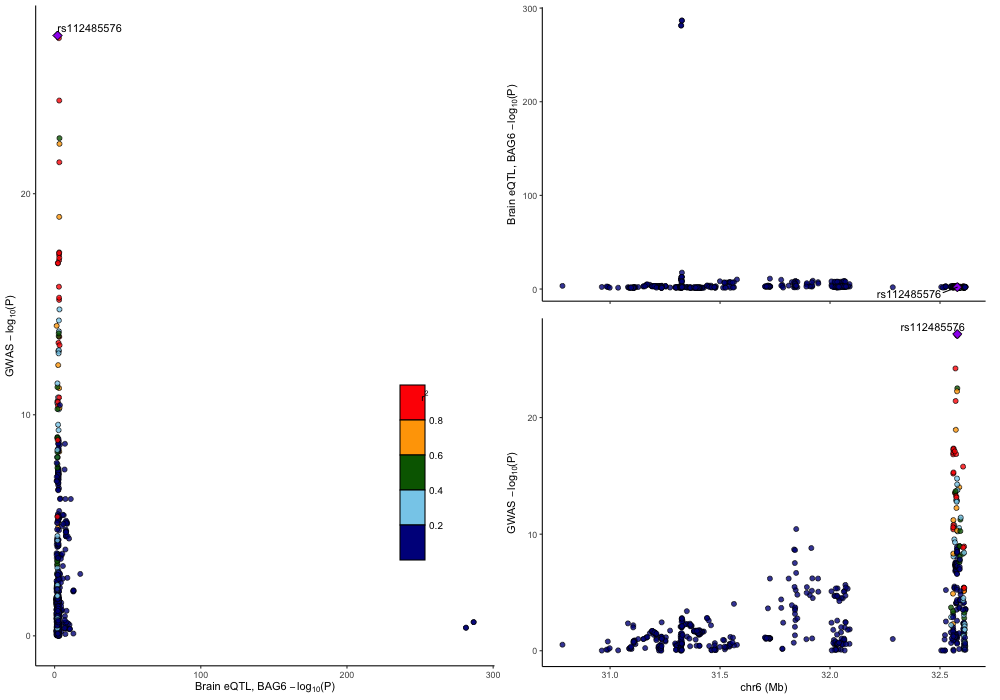 rs112485576
20
10
0
GWAS −log10(P)
0
100
200
300
Brain eQTL, BAG6 −log10(P)
r2
0.8
0.6
0.4
0.2
300
200
100
0
Brain eQTL, BAG6 −log10(P)
rs112485576
rs112485576
20
10
0
GWAS −log10(P)
31.0
31.5
32.0
32.5
chr6 (Mb)